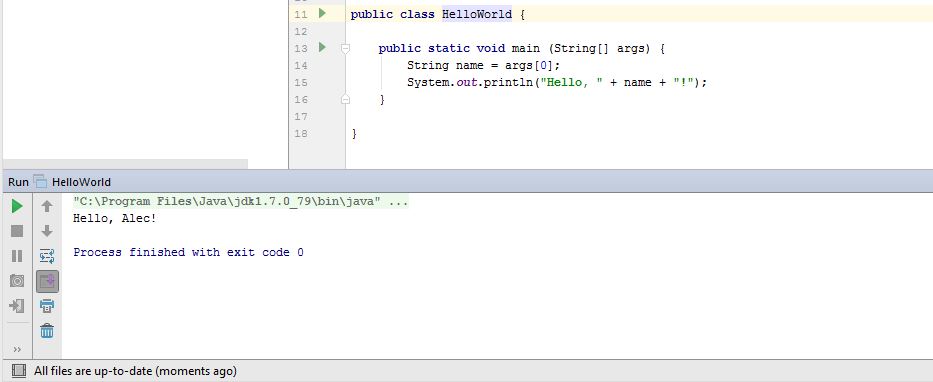 11 public class HelloWorld {
12
13 public static void main (String[] args) {
14 String name = args[0];
15 System.out.println("Hello, " + name + "!");
16 }
17
18 }
Run HelloWorld
"C:\Program Files\Java\jdk1.7.0_79\bin\java" ...
Hello, Alec!
Process finished with exit code 0
>>
All files are up-to-date (moments ago)